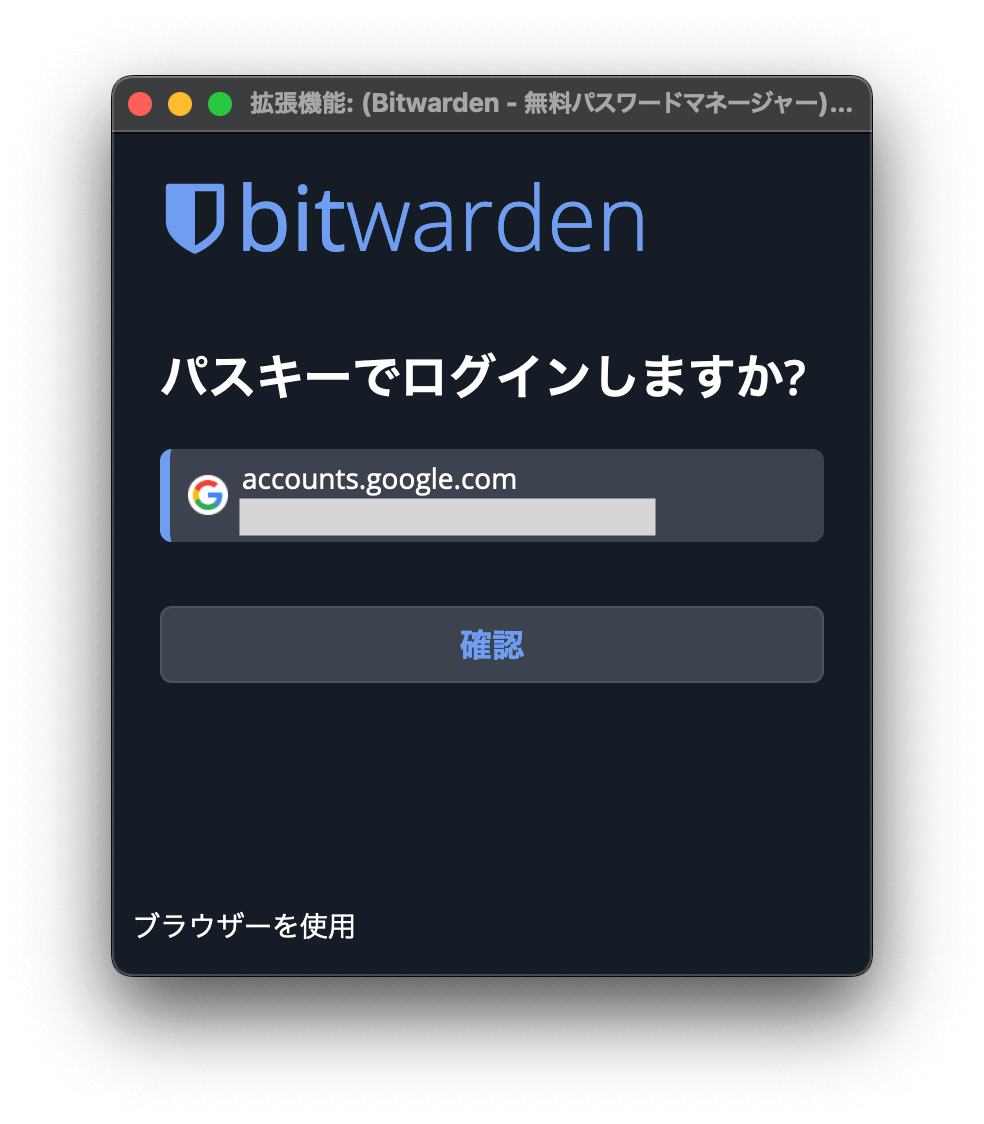 拡張機能: (Bitwarden - 無料パスワードマネージャー)...
bitwarden
パスキーでログインしますか?
accounts.google.com
確認
ブラウザーを使用